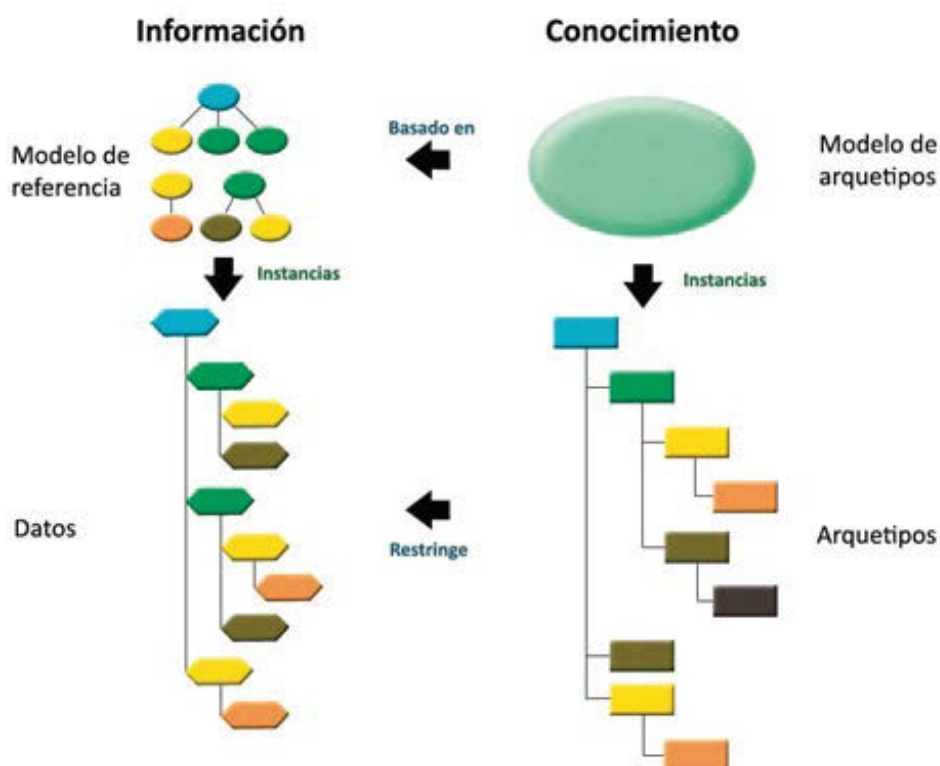 Información
Conocimiento
Modelo de
referencia
Basado en
Modelo de
arquetipos
Instancias
Instancias
Datos
Restringe
Arquetipos